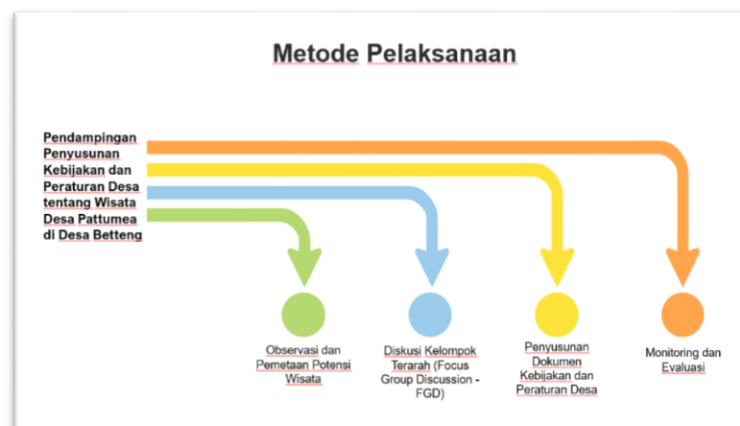 Metode Pelaksanaan
Pendampingan
Penyusunan
Kebijakan dan
Peraturan Desa
tentang Wisata
Desa Pattumea
di Desa Betteng
Observasi dan
Pemetaan Potensi
Wisata
Diskusi Kelompok
Terarah (Focus
Group Discussion -
FGD)
Penyusunan
Dokumen
Kebijakan dan
Peraturan Desa
Monitoring dan
Evaluasi